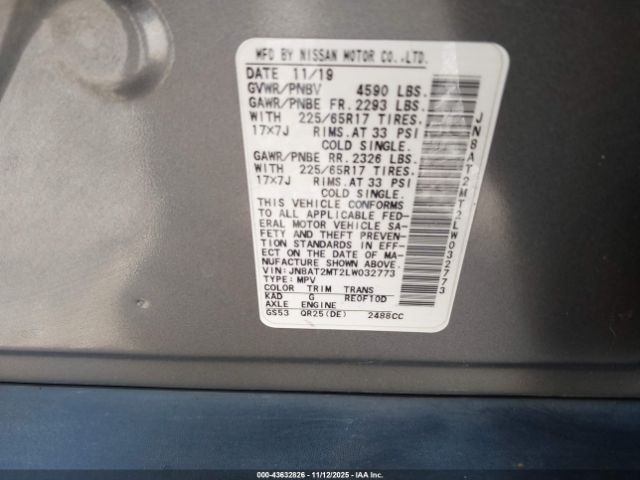 MFD BY NISSAN MOTOR CO.,LTD.
DATE 11/19
GVWR/PNBV 4590 LBS.
GAWR/PNBE FR. 2293 LBS.
WITH 225/65R17 TIRES.
17x7J RIMS.AT 33 PSI
COLD SINGLE.
GAWR/PNBE RR. 2326 LBS.
WITH 225/65R17 TIRES.
17x7J RIMS.AT 33 PSI
COLD SINGLE.
THIS VEHICLE CONFORMS
TO ALL APPLICABLE FED-
ERAL MOTOR VEHICLE SA-
FETY AND THEFT PREVEN-
TION STANDARDS IN EFF-
ECT ON THE DATE OF MA-
NUFACTURE SHOWN ABOVE.
VIN: JN8AT2MT2LW032773
TYPE: MPV
COLOR TRIM TRANS
KAD G RE0F10D
AXLE ENGINE
GS53 QR25(DE) 2488CC
JN8AT2MT2LW032773
000-43632826 - 11/12/2025 - IAAI.COM